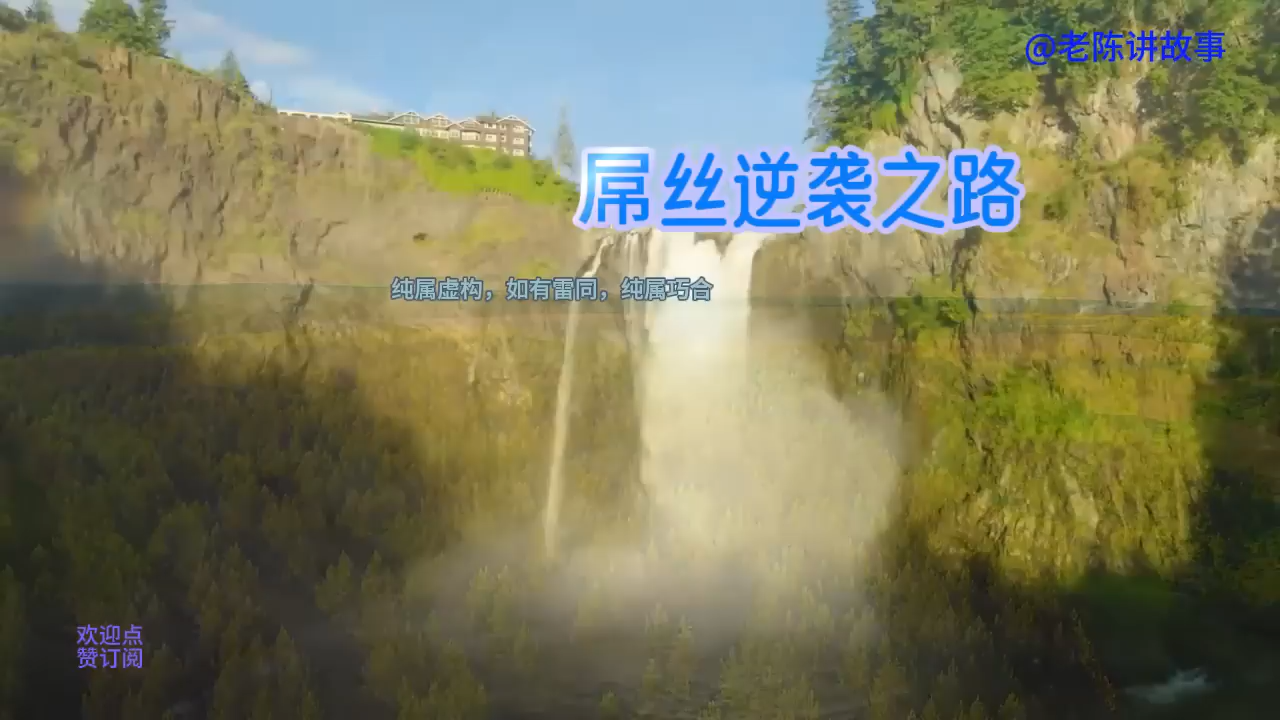 @老陈讲故事
屌丝逆袭之路
纯属虚构，如有雷同，纯属巧合
欢迎点
赞订阅